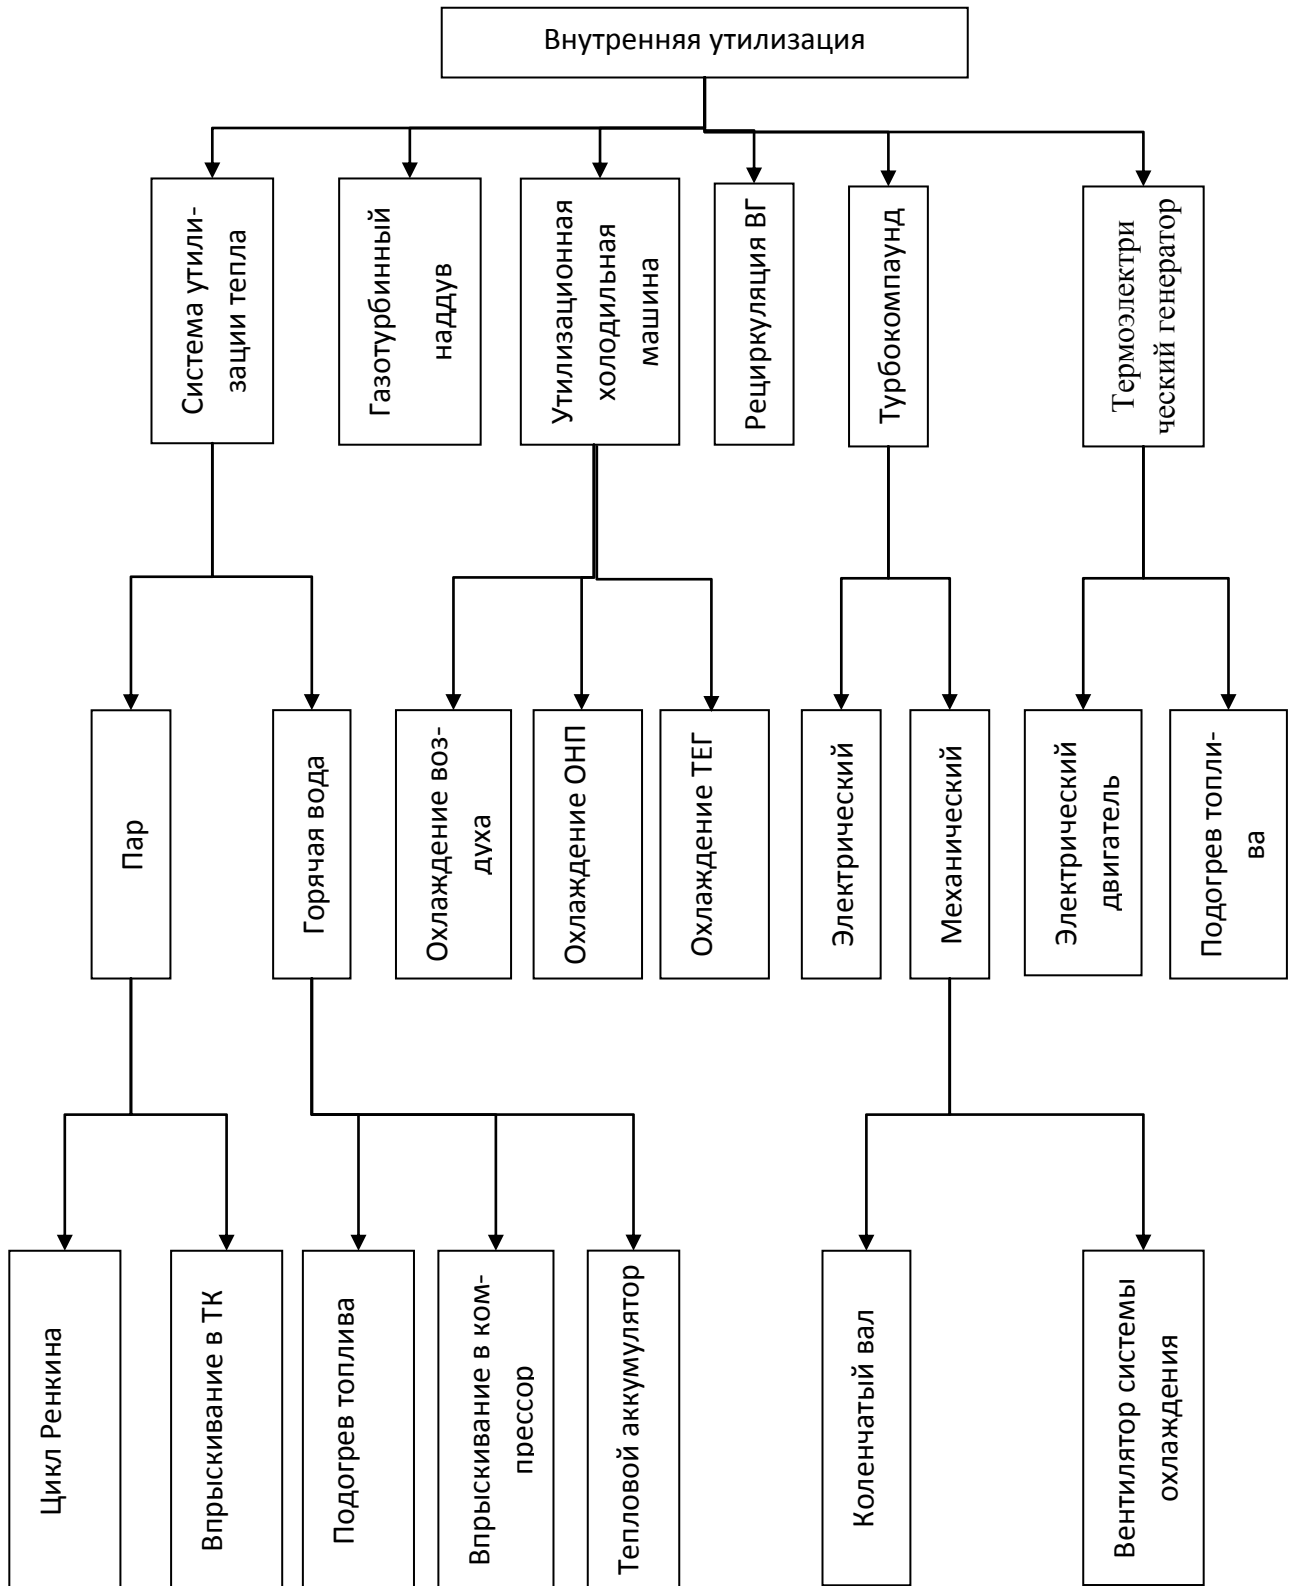 Внутренняя утилизация
Система утили-
зации тепла
Газотурбинный
наддув
Утилизационная
холодильная
машина
Рециркуляция ВГ
Турбокомпаунд
Термоэлектри
ческий генератор
Пар
Горячая вода
Охлаждение воз-
духа
Охлаждение ОНП
Охлаждение ТЕГ
Электрический
Механический
Электрический
двигатель
Подогрев топли-
ва
Цикл Ренкина
Впрыскивание в ТК
Подогрев топлива
Впрыскивание в ком-
прессор
Тепловой аккумулятор
Коленчатый вал
Вентилятор системы
охлаждения